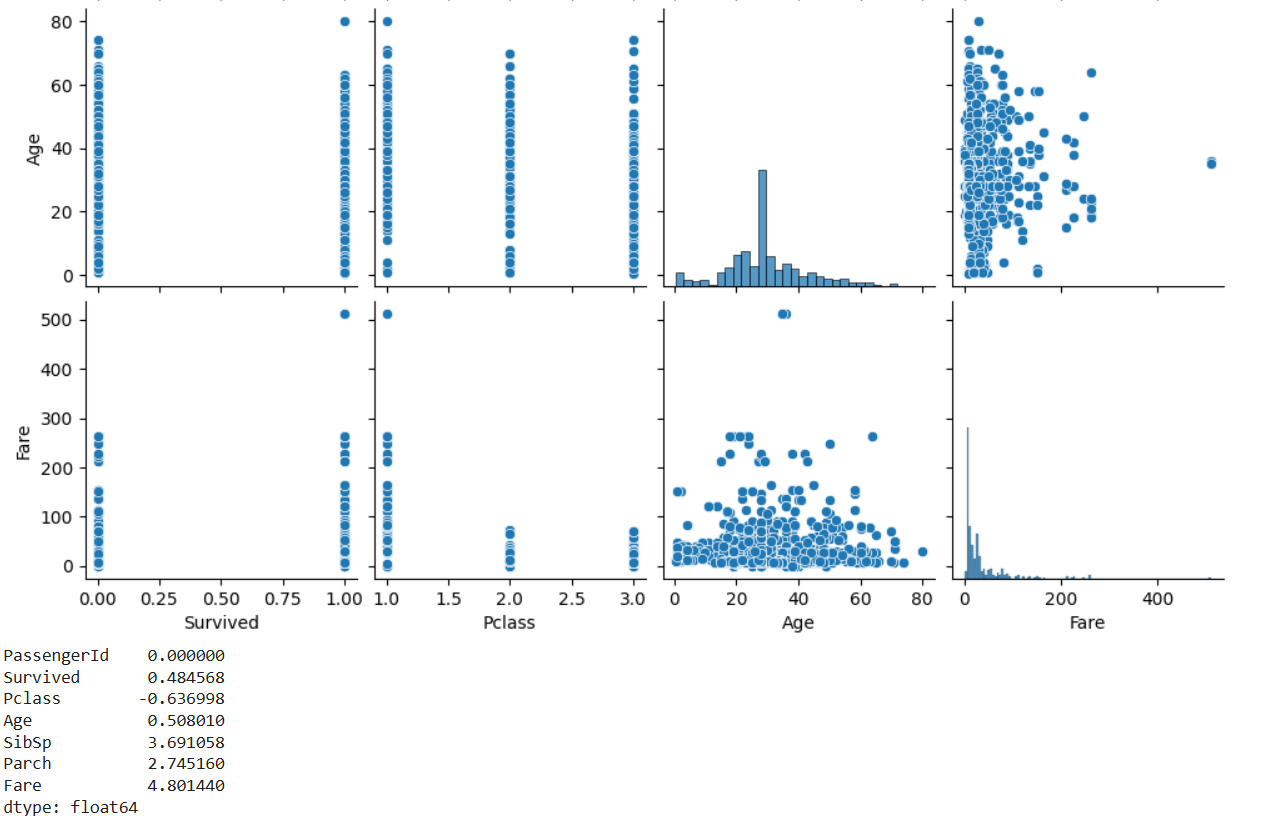 80
60
40
20
0
Age
500
400
300
200
100
0
Fare
0.00 0.25 0.50 0.75 1.00 1.0 1.5 2.0 2.5 3.0 0 20 40 60 80 0 200 400
Survived Pclass Age Fare
PassengerId 0.000000
Survived 0.484568
Pclass -0.636998
Age 0.508010
SibSp 3.691058
Parch 2.745160
Fare 4.801440
dtype: float64